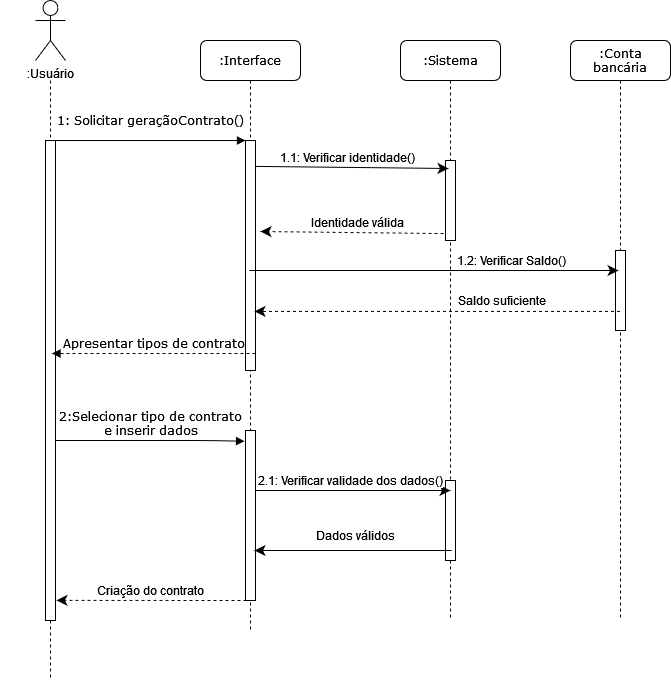 :Usuário
:Interface
:Sistema
:Conta
bancária
1: Solicitar geraçãoContrato()
1.1: Verificar identidade()
Identidade válida
1.2: Verificar Saldo()
Saldo suficiente
Apresentar tipos de contrato
2:Selecionar tipo de contrato
e inserir dados
2.1: Verificar validade dos dados()
Dados válidos
Criação do contrato